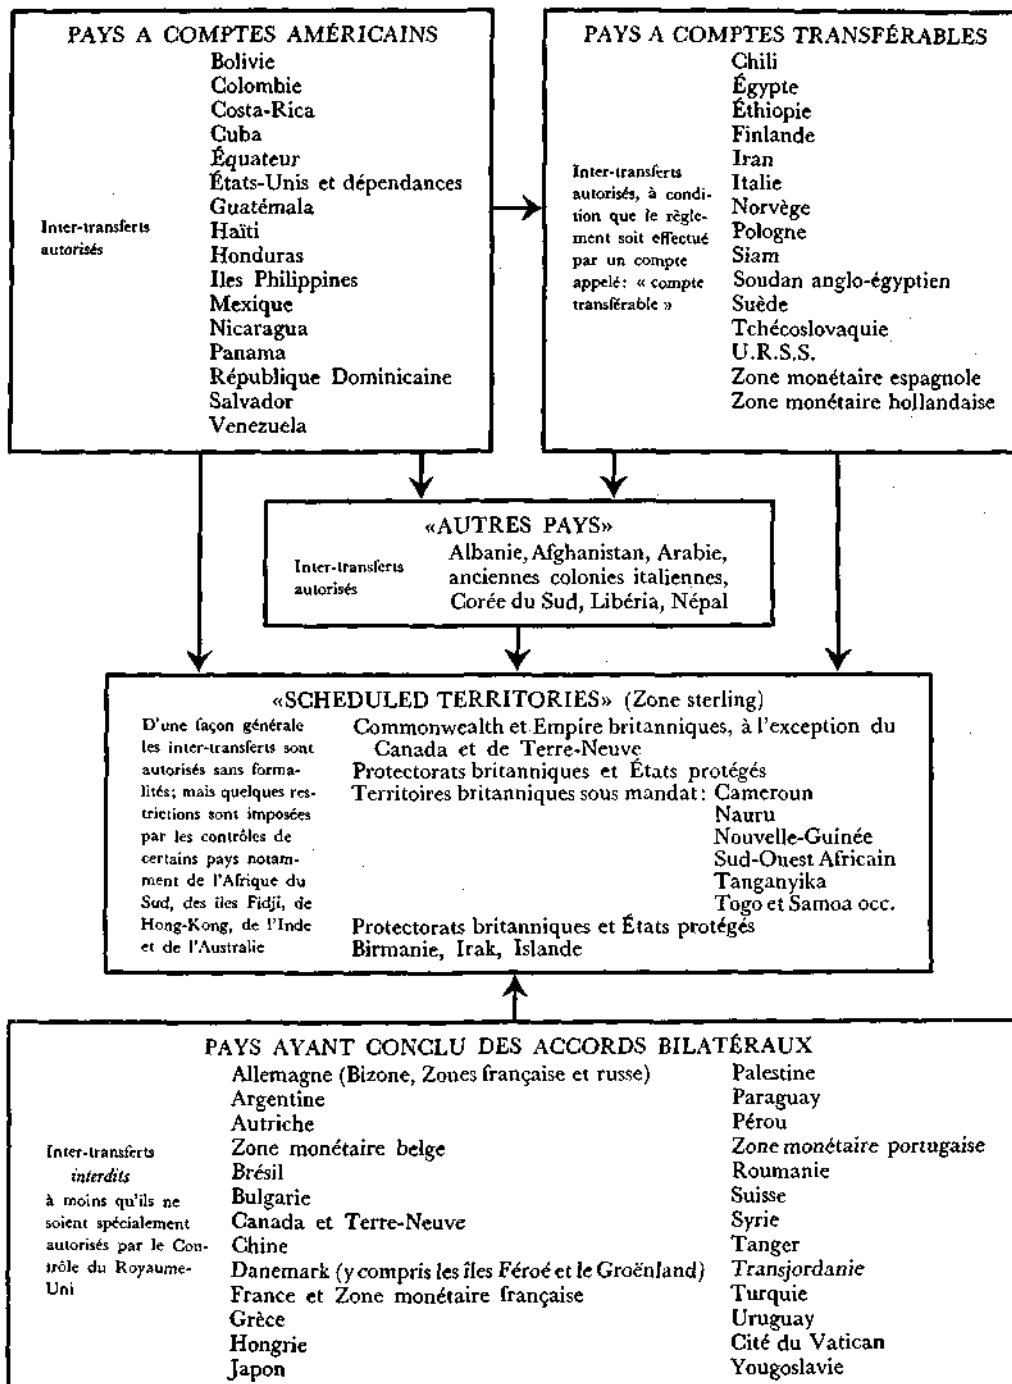 PAYS A COMPTES AMÉRICAINS
Inter-transferts
autorisés
Bolivie
Colombie
Costa-Rica
Cuba
Équateur
États-Unis et dépendances
Guatémala
Haïti
Honduras
Iles Philippines
Mexique
Nicaragua
Panama
République Dominicaine
Salvador
Venezuela
PAYS A COMPTES TRANSFÉRABLES
Inter-transferts
autorisés, à condi-
tion que le règle-
ment soit effectué
par un compte
appelé: « compte
transférable »
Chili
Égypte
Éthiopie
Finlande
Iran
Italie
Norvège
Pologne
Siam
Soudan anglo-égyptien
Suède
Tchécoslovaquie
U.R.S.S.
Zone monétaire espagnole
Zone monétaire hollandaise
«AUTRES PAYS»
Inter-transferts
autorisés
Albanie, Afghanistan, Arabie,
anciennes colonies italiennes,
Corée du Sud, Libéria, Népal
«SCHEDULED TERRITORIES» (Zone sterling)
D'une façon générale
les inter-transferts sont
autorisés sans forma-
lités; mais quelques res-
trictions sont imposées
par les contrôles de
certains pays notam-
ment de l'Afrique du
Sud, des îles Fidji, de
Hong-Kong, de l'Inde
et de l'Australie
Commonwealth et Empire britanniques, à l'exception du
Canada et de Terre-Neuve
Protectorats britanniques et États protégés
Territoires britanniques sous mandat: Cameroun
Nauru
Nouvelle-Guinée
Sud-Ouest Africain
Tanganyika
Togo et Samoa occ.
Protectorats britanniques et États protégés
Birmanie, Irak, Islande
PAYS AYANT CONCLU DES ACCORDS BILATÉRAUX
Inter-transferts
interdits
à moins qu'ils ne
soient spécialement
autorisés par le Con-
trôle du Royaume-
Uni
Allemagne (Bizone, Zones française et russe)
Argentine
Autriche
Zone monétaire belge
Brésil
Bulgarie
Canada et Terre-Neuve
Chine
Danemark (y compris les îles Féroé et le Groënland)
France et Zone monétaire française
Grèce
Hongrie
Japon
Palestine
Paraguay
Pérou
Zone monétaire portugaise
Roumanie
Suisse
Syrie
Tanger
Transjordanie
Turquie
Uruguay
Cité du Vatican
Yougoslavie